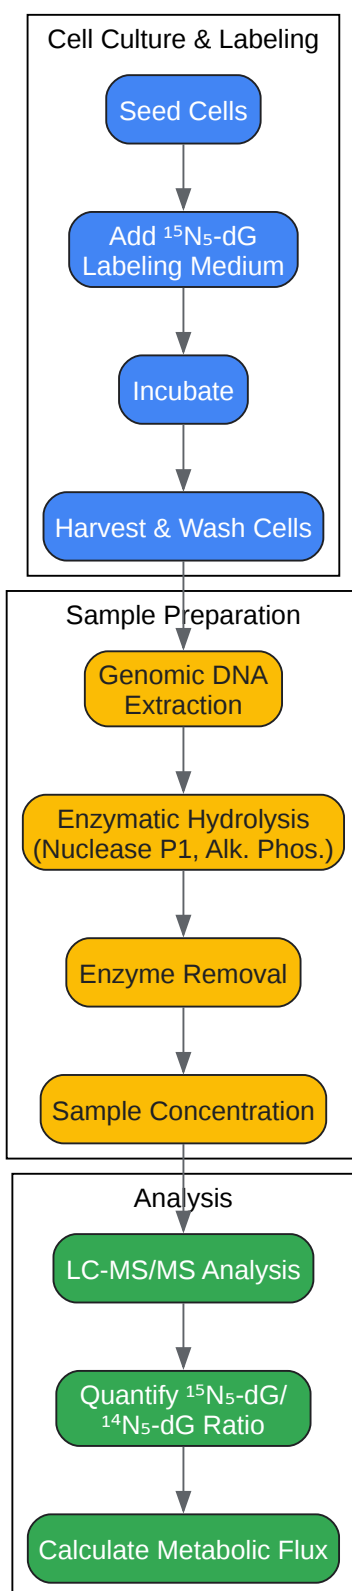 Cell Culture & Labeling
Seed Cells
Add ¹⁵N₅-dG
Labeling Medium
Incubate
Harvest & Wash Cells
Sample Preparation
Genomic DNA
Extraction
Enzymatic Hydrolysis
(Nuclease P1, Alk. Phos.)
Enzyme Removal
Sample Concentration
Analysis
LC-MS/MS Analysis
Quantify ¹⁵N₅-dG/
¹⁴N₅-dG Ratio
Calculate Metabolic Flux